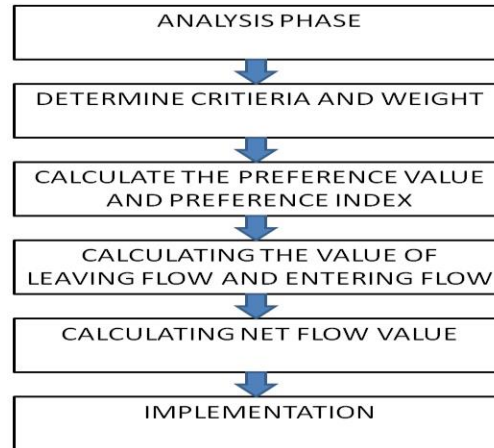 ANALYSIS PHASE
DETERMINE CRITIERIA AND WEIGHT
CALCULATE THE PREFERENCE VALUE
AND PREFERENCE INDEX
CALCULATING THE VALUE OF
LEAVING FLOW AND ENTERING FLOW
CALCULATING NET FLOW VALUE
IMPLEMENTATION